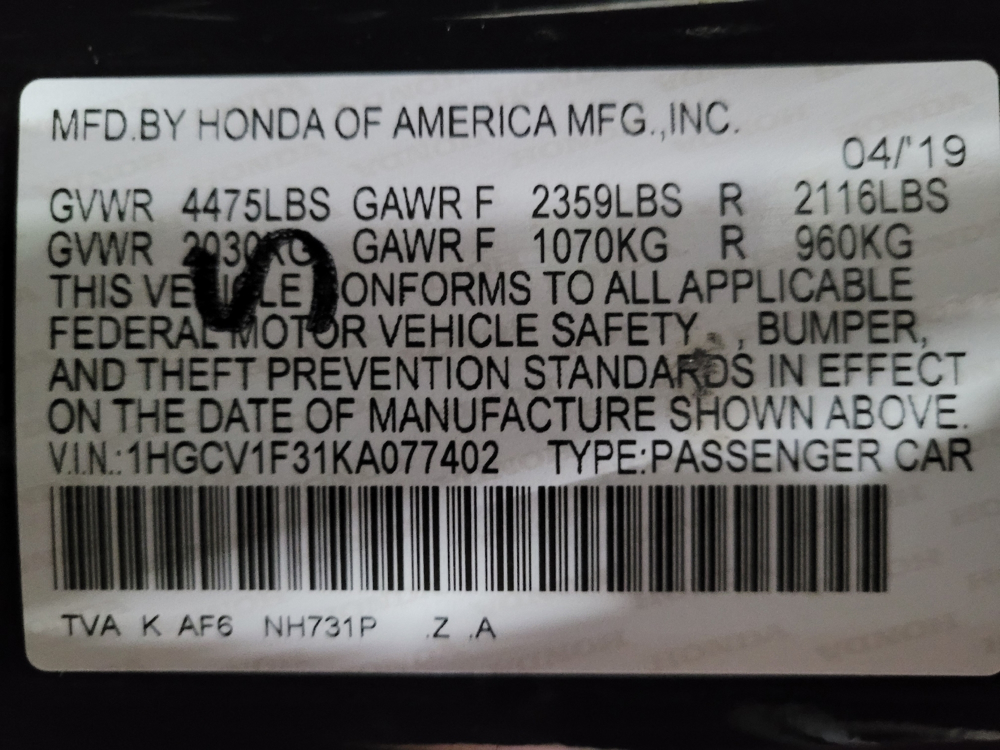 MFD.BY HONDA OF AMERICA MFG.,INC.
04/'19
GVWR 4475LBS GAWR F 2359LBS R 2116LBS
GVWR 2030KG GAWR F 1070KG R 960KG
THIS VEHICLE CONFORMS TO ALL APPLICABLE
FEDERAL MOTOR VEHICLE SAFETY , BUMPER,
AND THEFT PREVENTION STANDARDS IN EFFECT
ON THE DATE OF MANUFACTURE SHOWN ABOVE.
V.I.N.:1HGCV1F31KA077402 TYPE:PASSENGER CAR
TVA K AF6 NH731P .Z .A